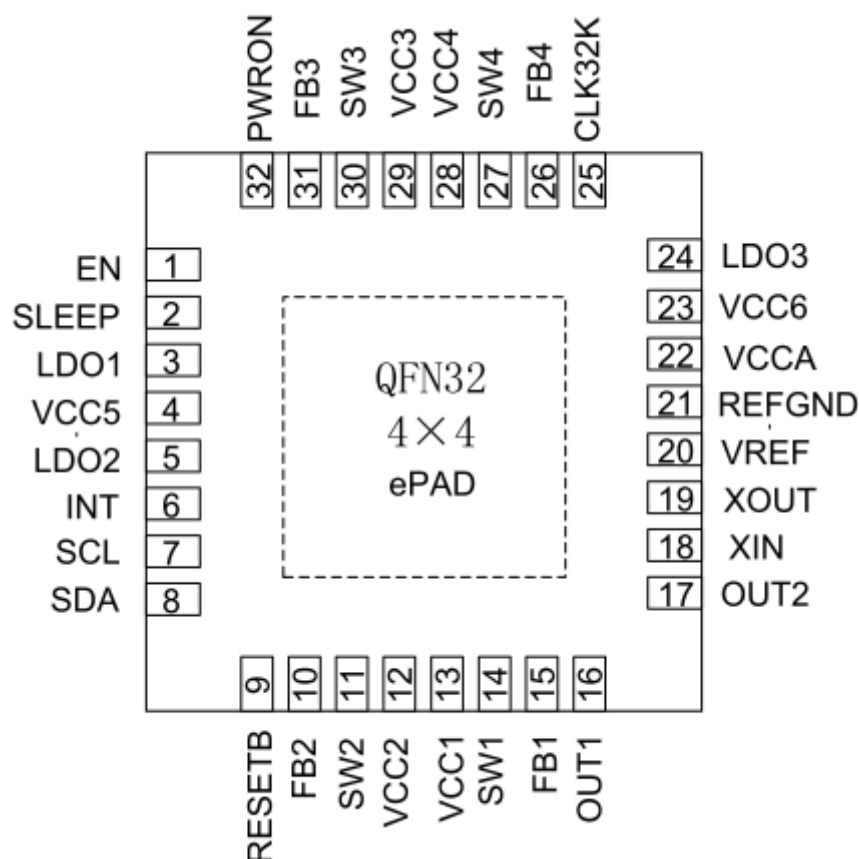 PWRON FB3 SW3 VCC3 VCC4 SW4 FB4 CLK32K
32 31 30 29 28 27 26 25
EN 1
SLEEP 2
LDO1 3
VCC5 4
LDO2 5
INT 6
SCL 7
SDA 8
QFN32
4×4
ePAD
24 LDO3
23 VCC6
22 VCCA
21 REFGND
20 VREF
19 XOUT
18 XIN
17 OUT2
9 10 11 12 13 14 15 16
RESETB FB2 SW2 VCC2 VCC1 SW1 FB1 OUT1